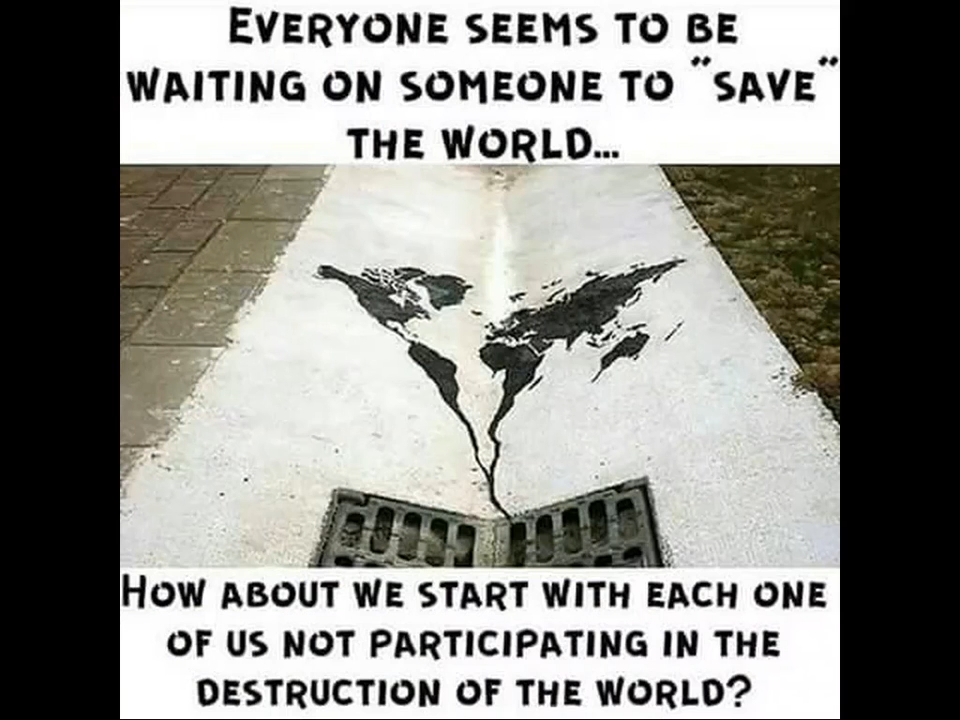 EVERYONE SEEMS TO BE
WAITING ON SOMEONE TO "SAVE"
THE WORLD...
HOW ABOUT WE START WITH EACH ONE
OF US NOT PARTICIPATING IN THE
DESTRUCTION OF THE WORLD?